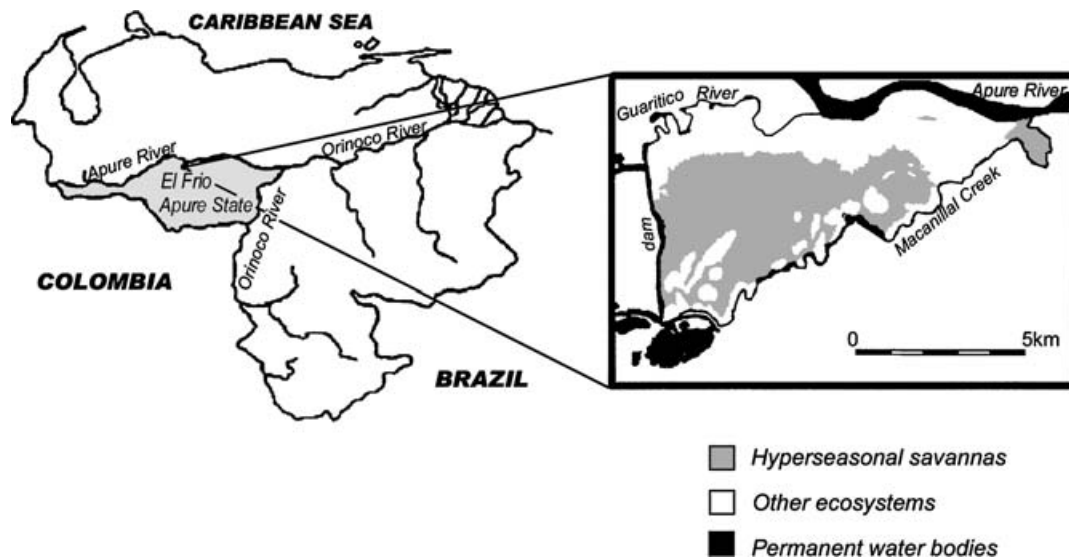 CARIBBEAN SEA
Apure River
Orinoco River
El Frio
Apure State
Orinoco River
COLOMBIA
BRAZIL
Guaritico River
Apure River
dam
Macanillal Creek
0 5km
Hyperseasonal savannas
Other ecosystems
Permanent water bodies